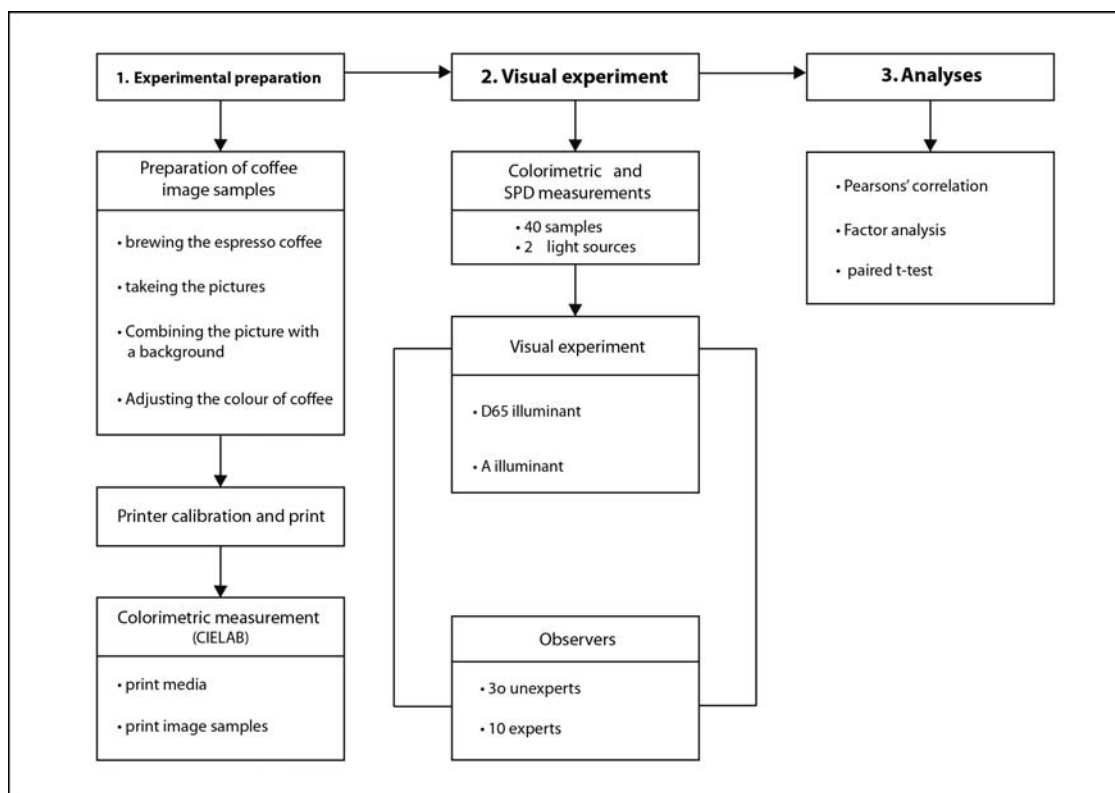 1. Experimental preparation
Preparation of coffee
image samples
• brewing the espresso coffee
• takeing the pictures
• Combining the picture with
a background
• Adjusting the colour of coffee
Printer calibration and print
Colorimetric measurement
(CIELAB)
• print media
• print image samples
2. Visual experiment
Colorimetric and
SPD measurements
• 40 samples
• 2 light sources
Visual experiment
• D65 illuminant
• A illuminant
Observers
• 3o unexperts
• 10 experts
3. Analyses
• Pearsons' correlation
• Factor analysis
• paired t-test